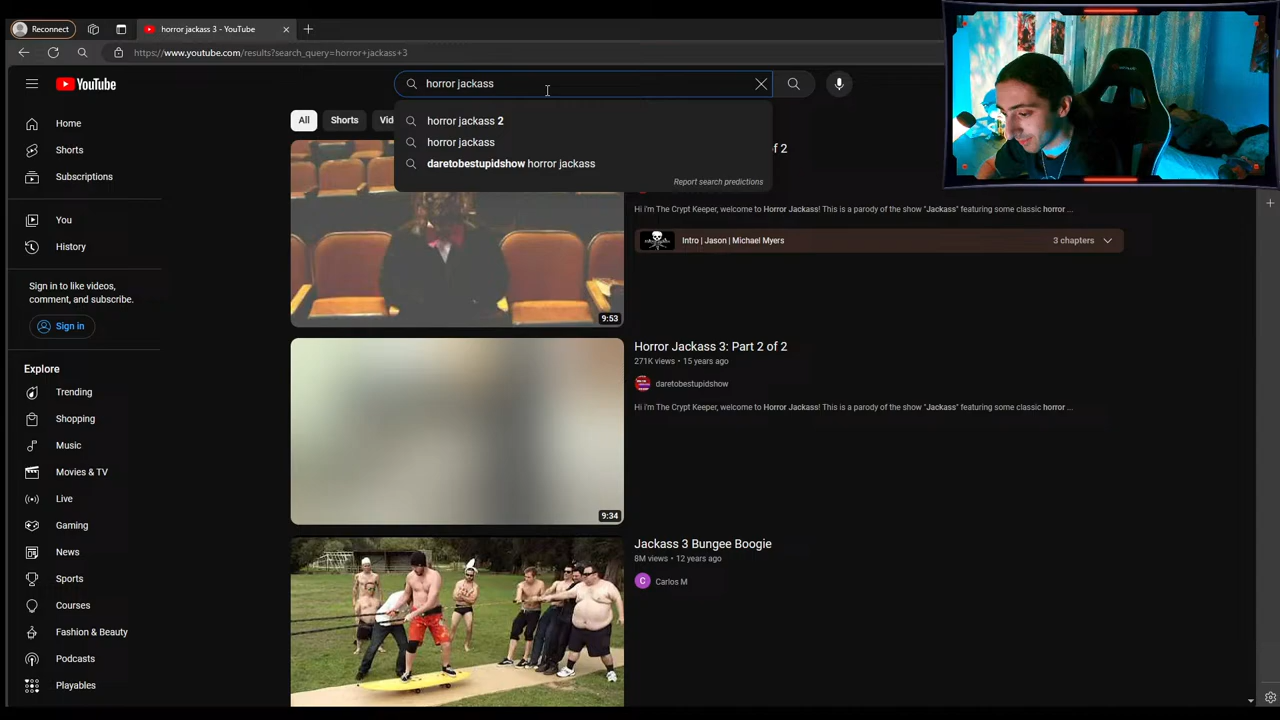 Reconnect
horror jackass 3 - YouTube
https://www.youtube.com/results?search_query=horror+jackass+3
YouTube
horror jackass
horror jackass 2
horror jackass
daretobestupidshow horror jackass
Report search predictions
Home
Shorts
Subscriptions
You
History
Sign in to like videos,
comment, and subscribe.
Sign in
Explore
Trending
Shopping
Music
Movies & TV
Live
Gaming
News
Sports
Courses
Fashion & Beauty
Podcasts
Playables
All
Shorts
Vid
of 2
Hi i'm The Crypt Keeper, welcome to Horror Jackass! This is a parody of the show "Jackass" featuring some classic horror ...
Intro | Jason | Michael Myers
3 chapters
9:53
Horror Jackass 3: Part 2 of 2
271K views • 15 years ago
daretobestupidshow
Hi i'm The Crypt Keeper, welcome to Horror Jackass! This is a parody of the show "Jackass" featuring some classic horror ...
9:34
Jackass 3 Bungee Boogie
8M views • 12 years ago
C
Carlos M